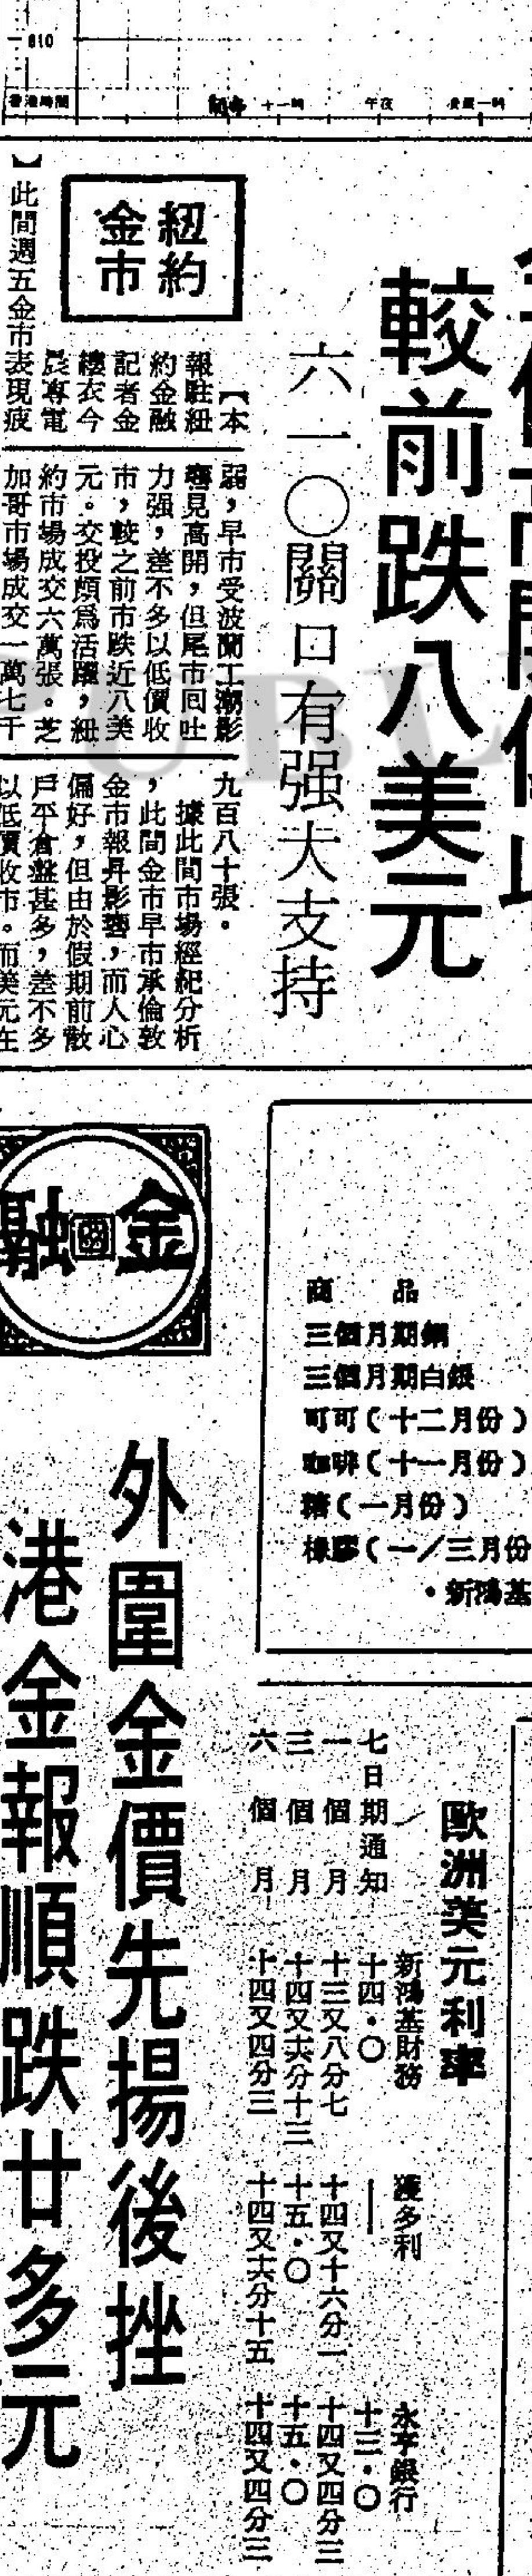 610
香港時間
十一時
午夜
較前跌八美元
六一〇關口有强大支持
紐約
金市
【本
報駐紐
約金融
記者金
縷衣今
晨專電
】此間週五金市表現疲
弱，早市受波蘭工潮影
響見高開，但尾市回吐
力强，差不多以低價收
市，較之前市跌近八美
元。交投頗爲活躍，紐
約市場成交六萬張。芝
加哥市場成交一萬七千
九百八十張。
據此間市場經紀分析
，此間金市早市承倫敦
金市報昇影響，而人心
偏好，但由於假期前散
戶平倉盤甚多，差不多
以低價收市。而美元在
PUBL
商　品
三個月期銅
三個月期白銀
可可（十二月份）
咖啡（十一月份）
糖（一月份）
橡膠（一／三月份
・新鴻基
金融
外圍金價先揚後挫
港金報順跌廿多元
歐洲美元利率
新鴻基財務　獲多利　永亨銀行
七日期通知　十四・〇　—　十三・〇
一個月　十三又八分七　十四又十六分一　十四又四分三
三個月　十四又六分十三　十五・〇　十五・〇
六個月　十四又四分三　十四又六分十五　十四又四分三